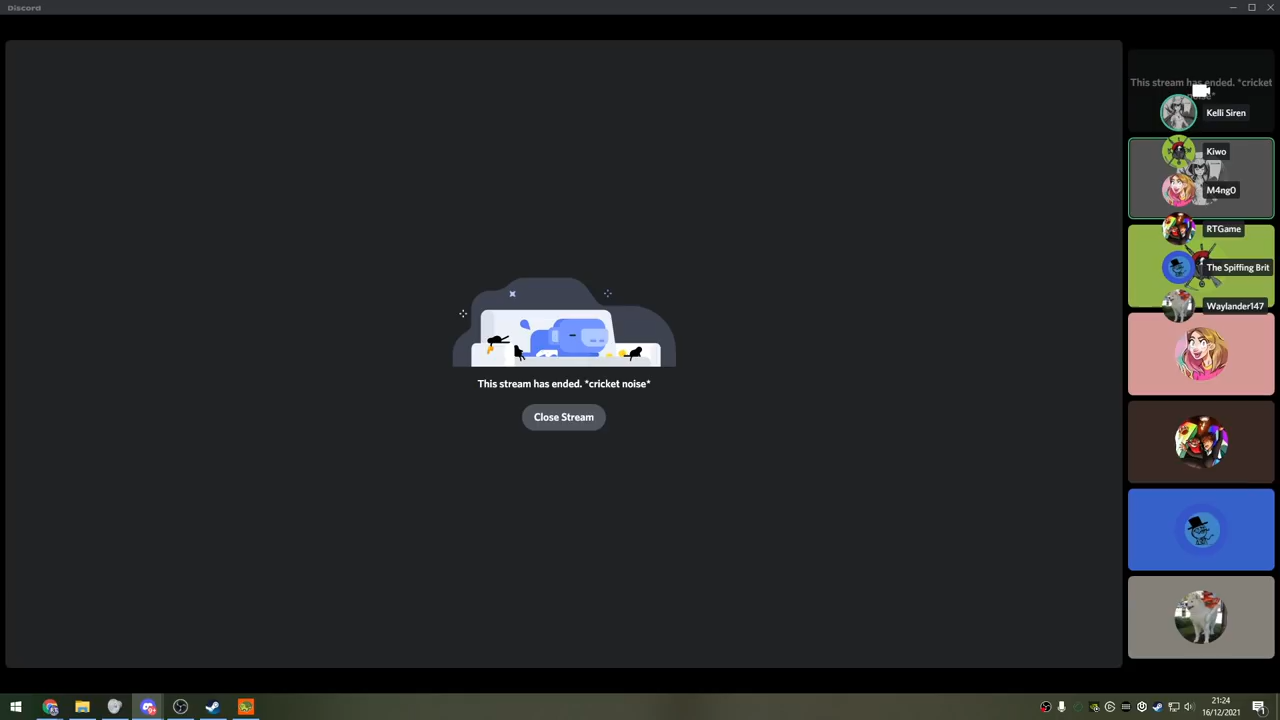 Discord
This stream has ended. *cricket
noise*
Kelli Siren
Kiwo
M4ng0
RTGame
The Spiffing Brit
Waylander147
This stream has ended. *cricket noise*
Close Stream
21:24
16/12/2021